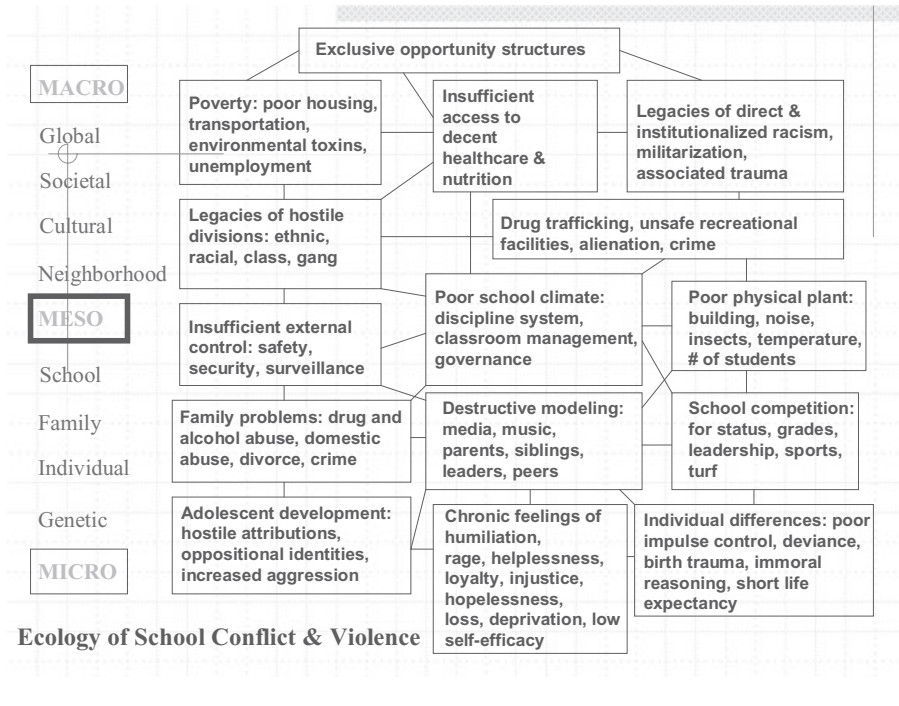 Exclusive opportunity structures
MACRO
Global
Societal
Cultural
Neighborhood
MESO
School
Family
Individual
Genetic
MICRO
Poverty: poor housing,
transportation,
environmental toxins,
unemployment
Insufficient
access to
decent
healthcare &
nutrition
Legacies of direct &
institutionalized racism,
militarization,
associated trauma
Legacies of hostile
divisions: ethnic,
racial, class, gang
Drug trafficking, unsafe recreational
facilities, alienation, crime
Insufficient external
control: safety,
security, surveillance
Poor school climate:
discipline system,
classroom management,
governance
Poor physical plant:
building, noise,
insects, temperature,
# of students
Family problems: drug and
alcohol abuse, domestic
abuse, divorce, crime
Destructive modeling:
media, music,
parents, siblings,
leaders, peers
School competition:
for status, grades,
leadership, sports,
turf
Adolescent development:
hostile attributions,
oppositional identities,
increased aggression
Chronic feelings of
humiliation,
rage, helplessness,
loyalty, injustice,
hopelessness,
loss, deprivation, low
self-efficacy
Individual differences: poor
impulse control, deviance,
birth trauma, immoral
reasoning, short life
expectancy
Ecology of School Conflict & Violence